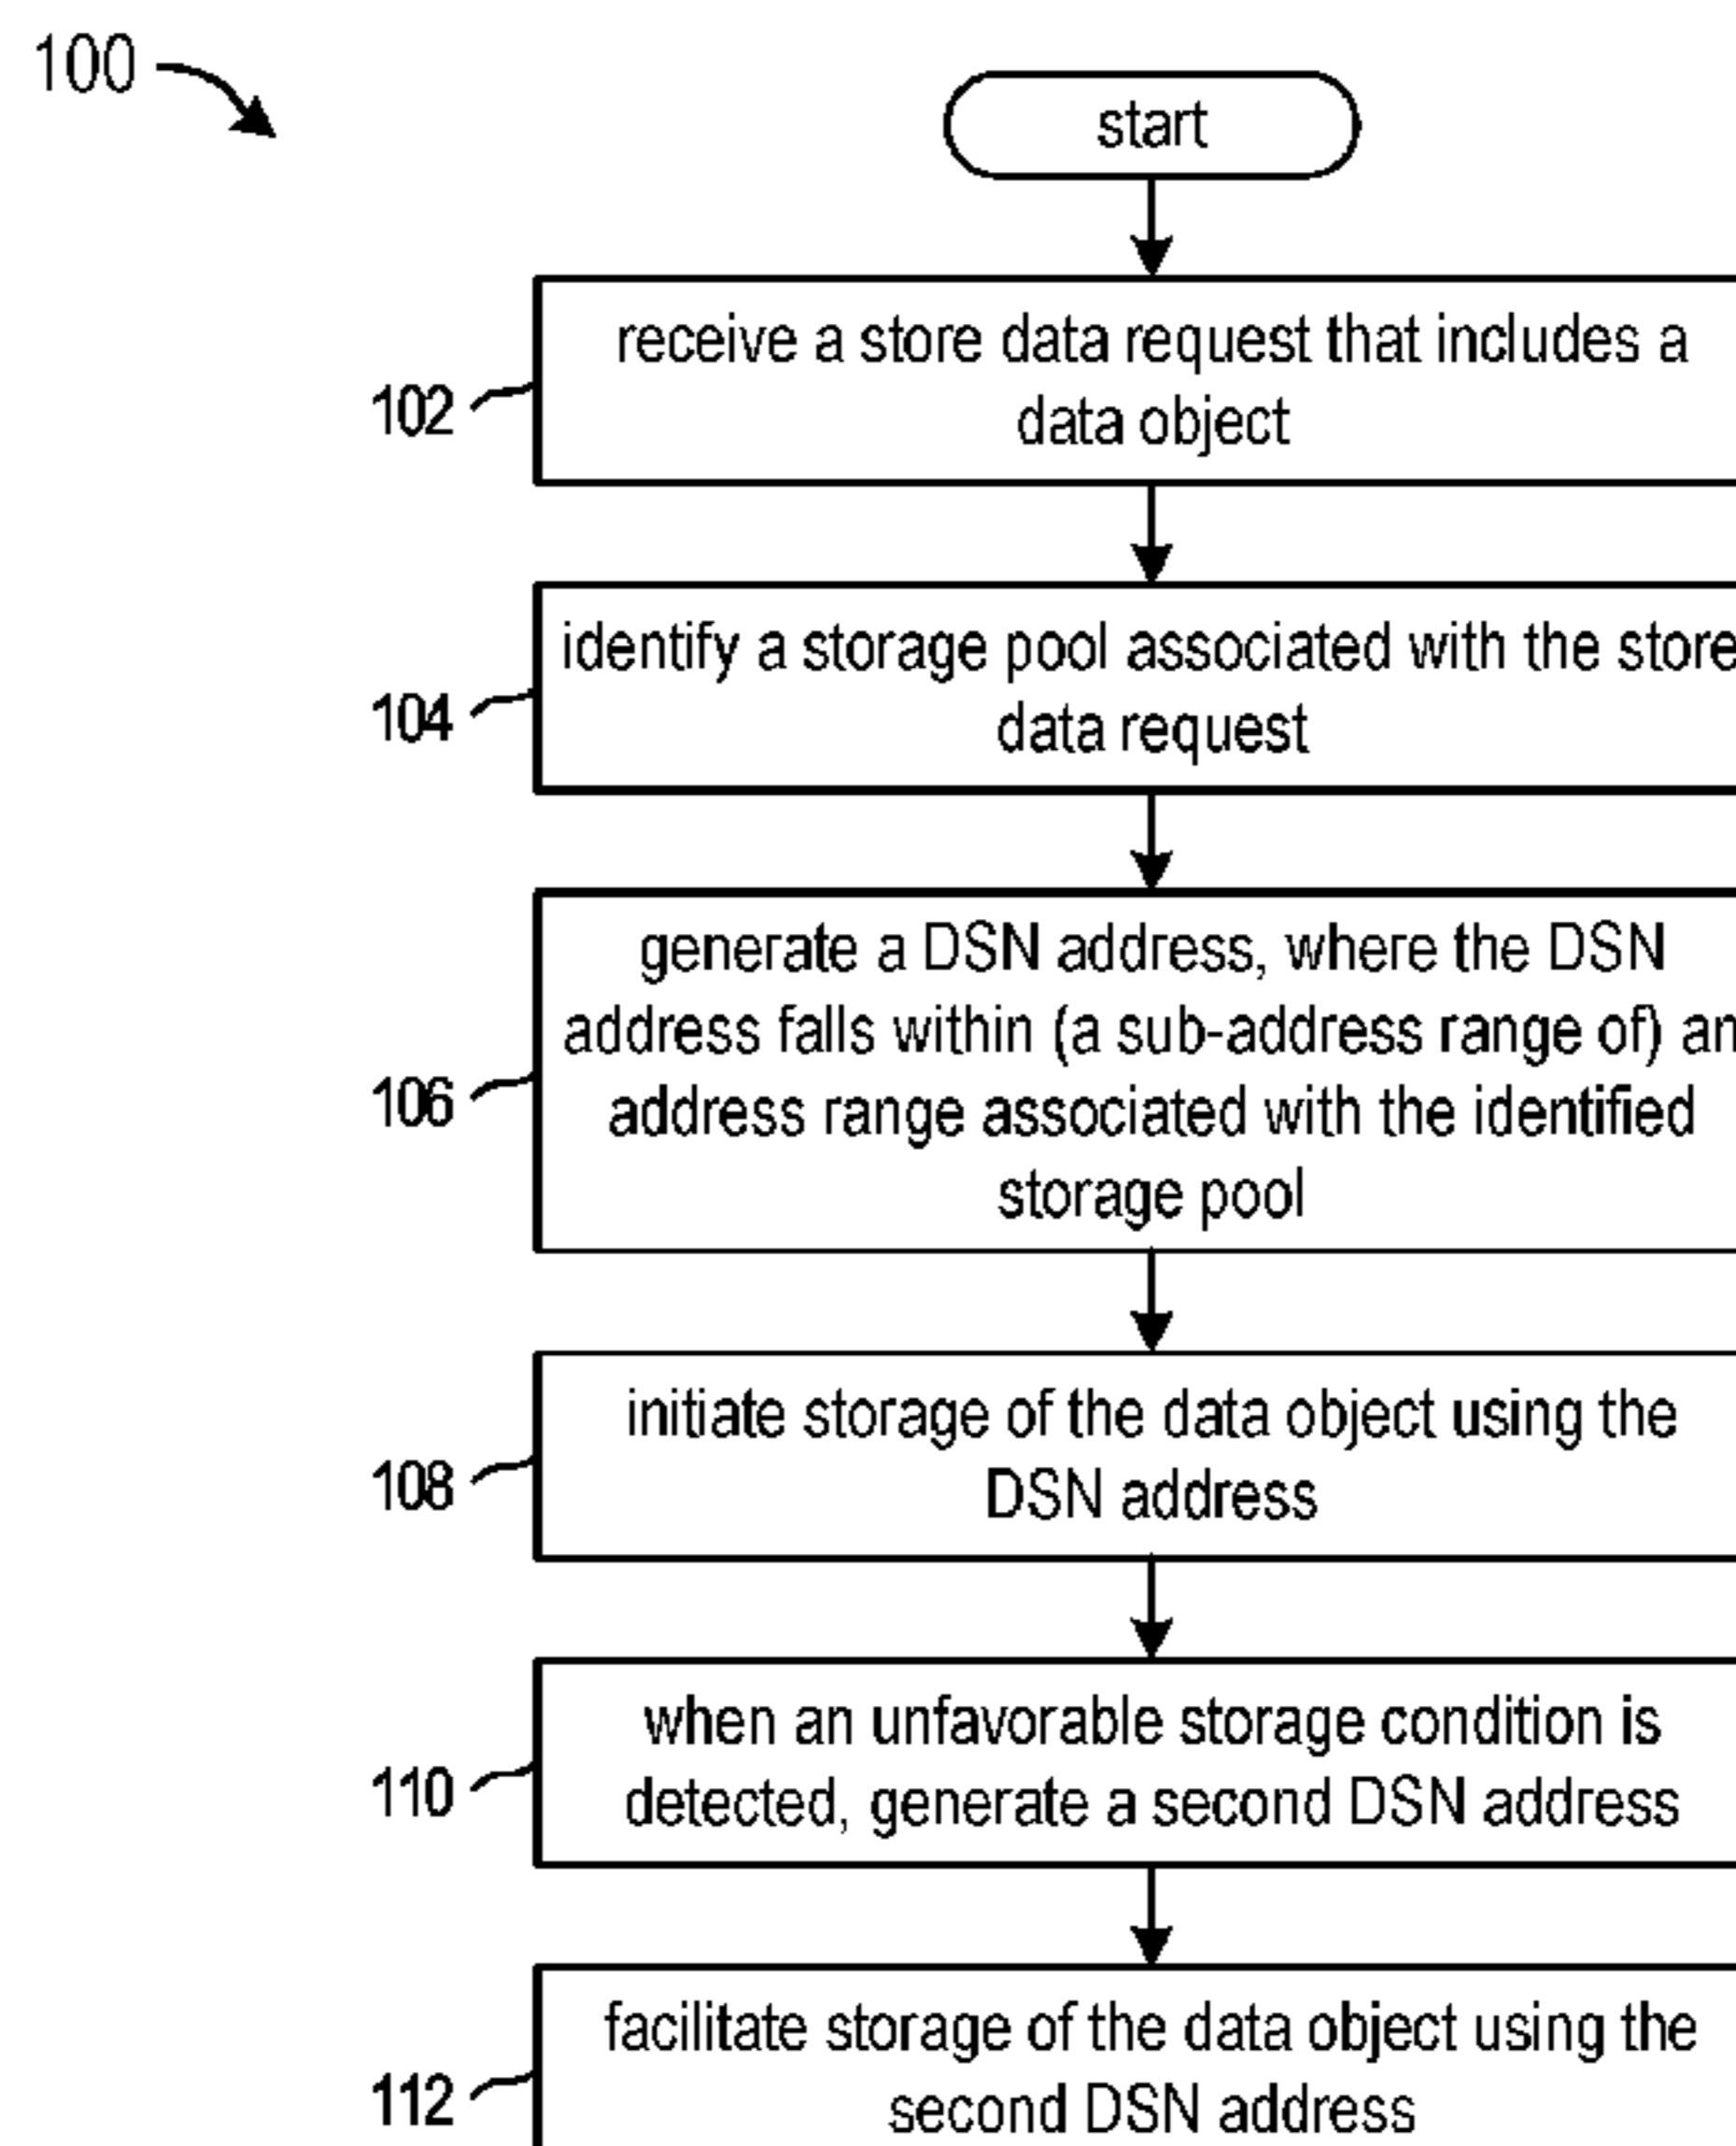 100
start
receive a store data request that includes a
data object
102
identify a storage pool associated with the store
data request
104
generate a DSN address, where the DSN
address falls within (a sub-address range of) an
address range associated with the identified
storage pool
106
initiate storage of the data object using the
DSN address
108
when an unfavorable storage condition is
detected, generate a second DSN address
110
facilitate storage of the data object using the
second DSN address
112